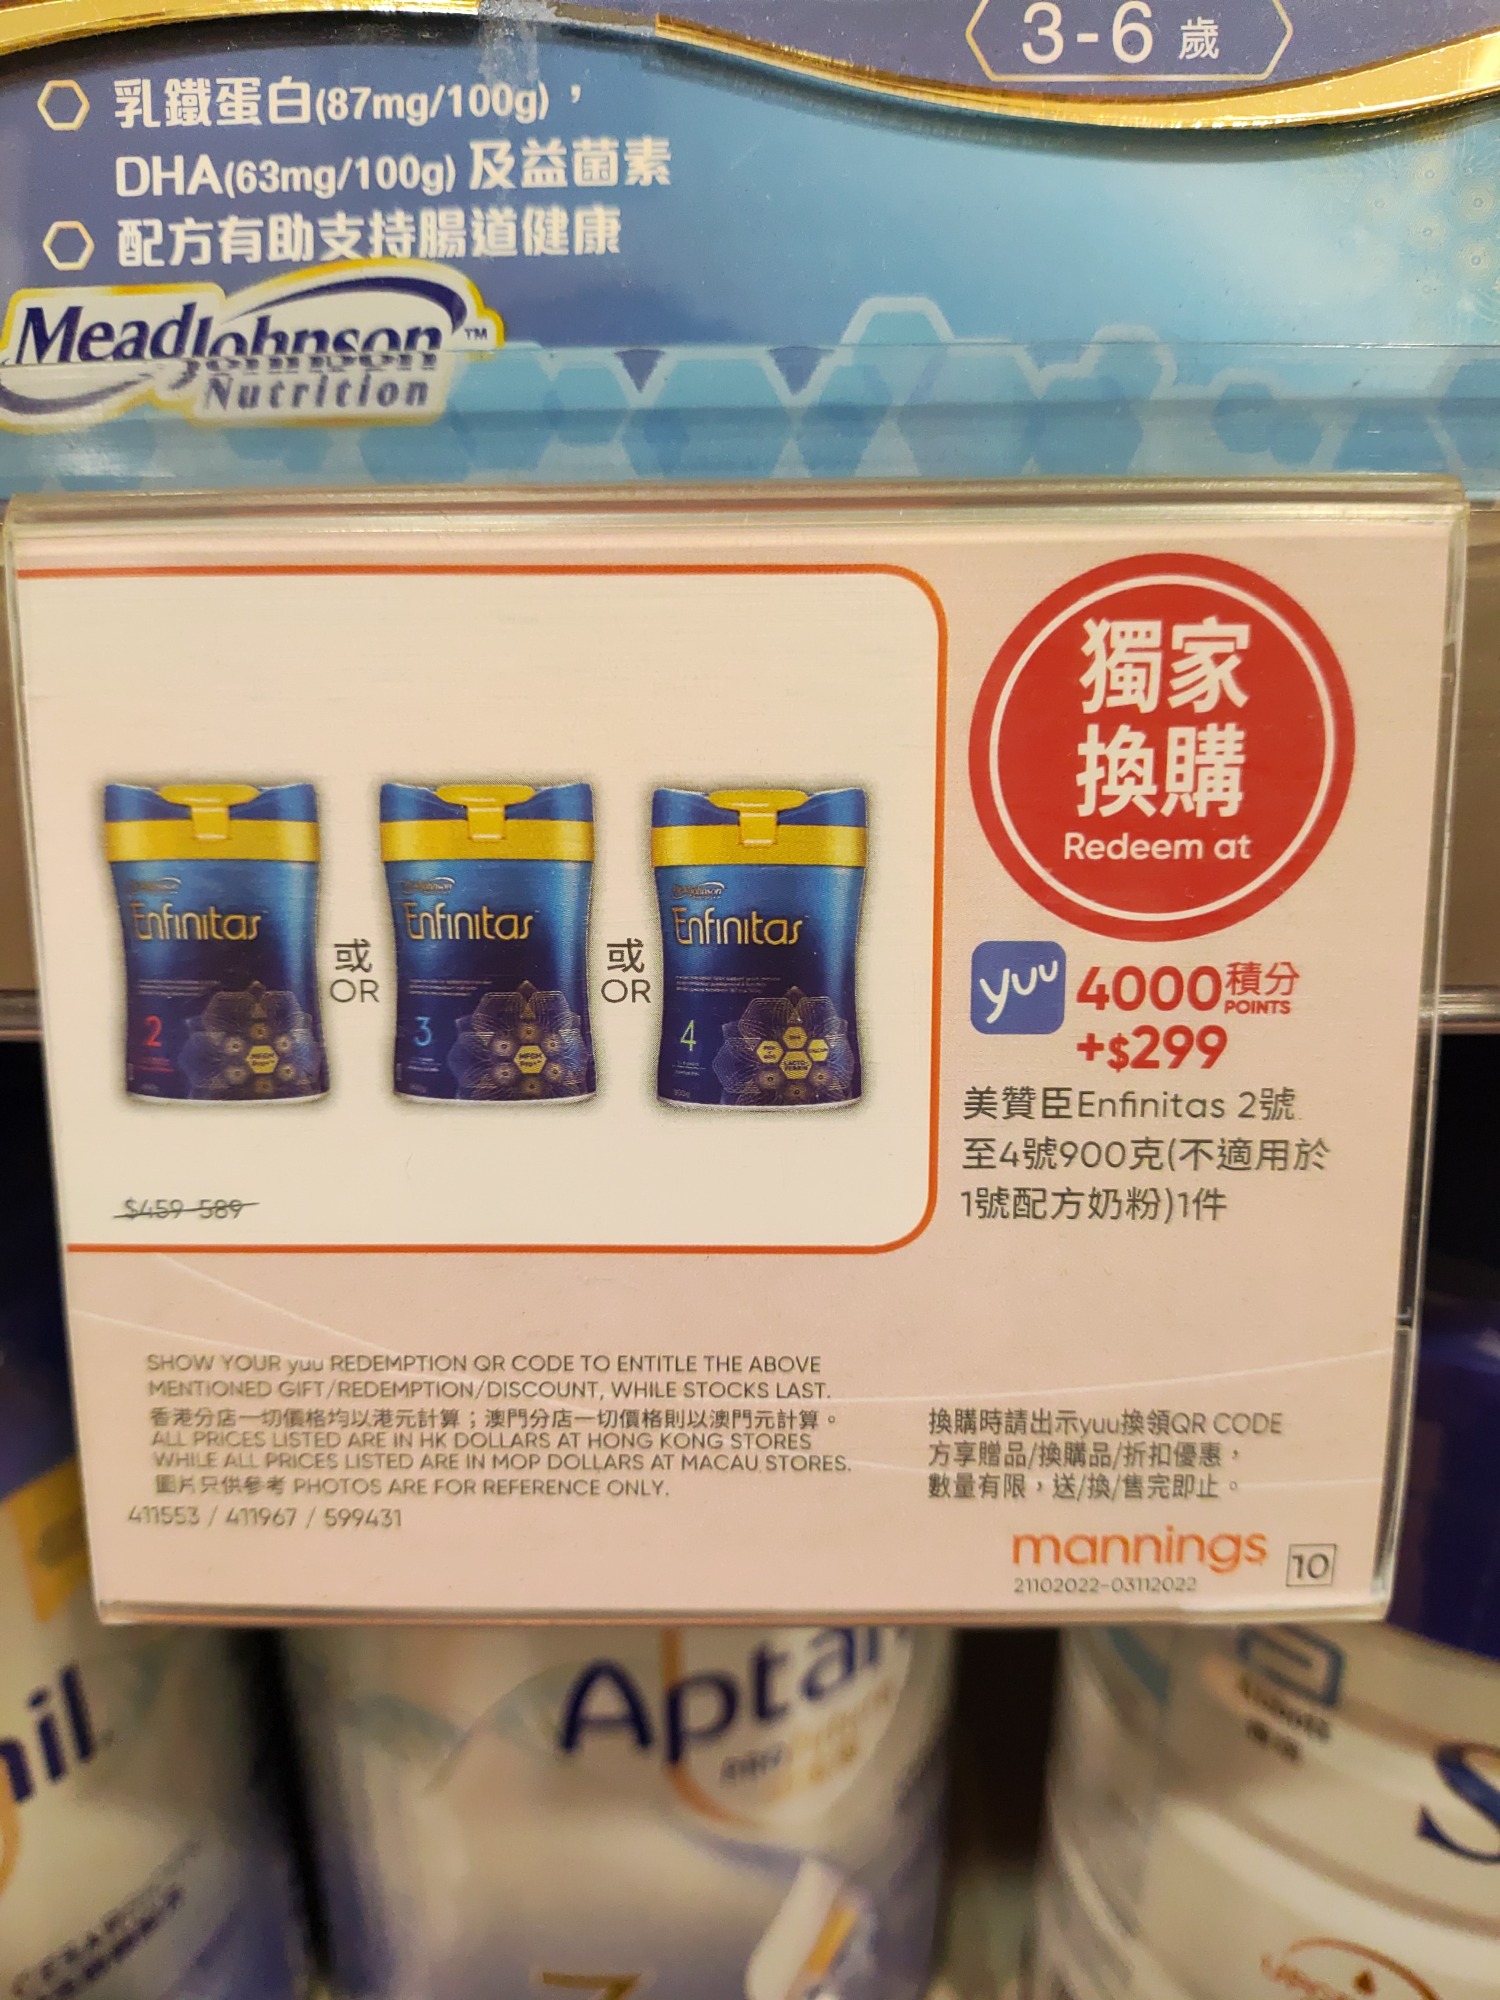 3-6 歲
乳鐵蛋白(87mg/100g)，
DHA(63mg/100g) 及益菌素
配方有助支持腸道健康
MeadJohnson™
Nutrition
獨家
換購
Redeem at
Enfinitas
2
或
OR
Enfinitas
3
或
OR
MeadJohnson
Enfinitas
4
900g
yuu 4000積分
POINTS
+$299
美贊臣Enfinitas 2號
至4號900克(不適用於
1號配方奶粉)1件
$459-589
SHOW YOUR yuu REDEMPTION QR CODE TO ENTITLE THE ABOVE
MENTIONED GIFT/REDEMPTION/DISCOUNT, WHILE STOCKS LAST.
香港分店一切價格均以港元計算；澳門分店一切價格則以澳門元計算。
ALL PRICES LISTED ARE IN HK DOLLARS AT HONG KONG STORES
WHILE ALL PRICES LISTED ARE IN MOP DOLLARS AT MACAU STORES.
圖片只供參考 PHOTOS ARE FOR REFERENCE ONLY.
411553 / 411967 / 599431
換購時請出示yuu換領QR CODE
方享贈品/換購品/折扣優惠，
數量有限，送/換/售完即止。
mannings
21102022-03112022
10
Apta